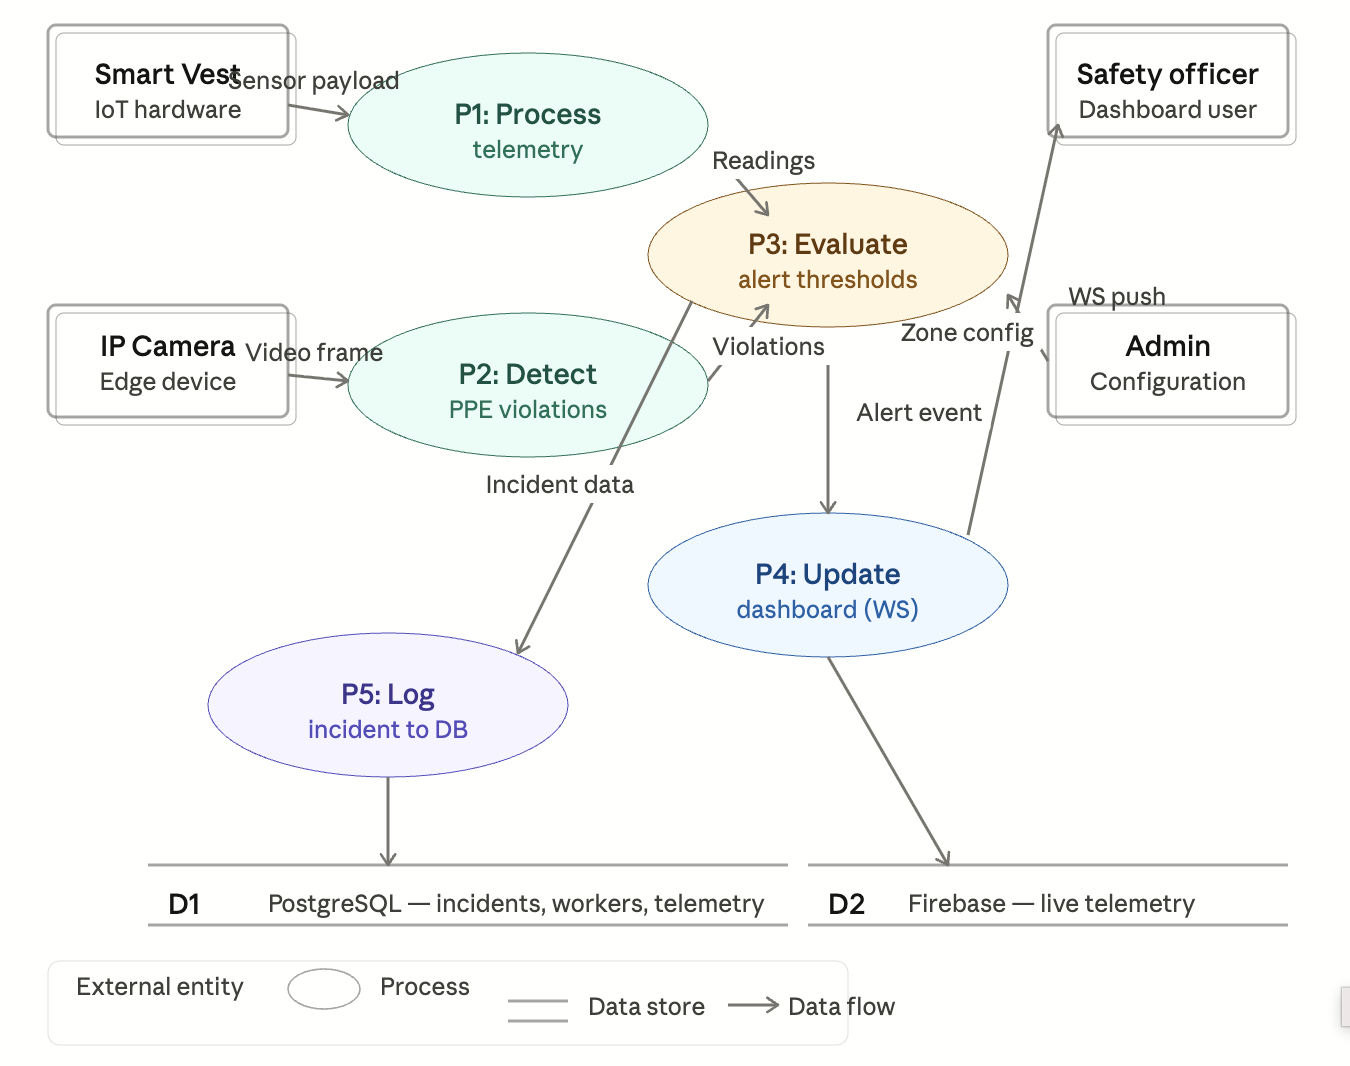 Smart Vest
IoT hardware
Sensor payload
P1: Process
telemetry
Safety officer
Dashboard user
Readings
P3: Evaluate
alert thresholds
WS push
IP Camera
Edge device
Video frame
P2: Detect
PPE violations
Violations
Zone config
Admin
Configuration
Alert event
Incident data
P4: Update
dashboard (WS)
P5: Log
incident to DB
D1
PostgreSQL — incidents, workers, telemetry
D2
Firebase — live telemetry
External entity
Process
Data store
Data flow